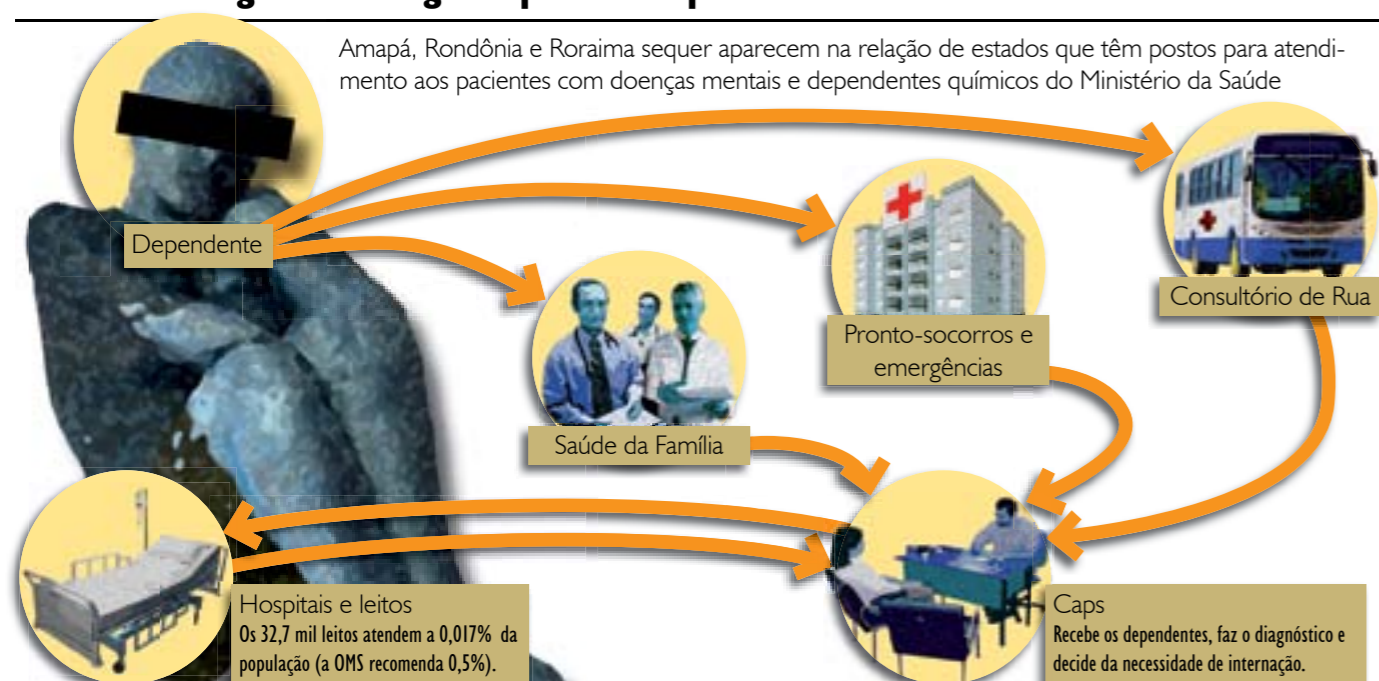 Amapá, Rondônia e Roraima sequer aparecem na relação de estados que têm postos para atendi-
mento aos pacientes com doenças mentais e dependentes químicos do Ministério da Saúde
Dependente
Consultório de Rua
Pronto-socorros e
emergências
Saúde da Família
Hospitais e leitos
Os 32,7 mil leitos atendem a 0,017% da
população (a OMS recomenda 0,5%).
Caps
Recebe os dependentes, faz o diagnóstico e
decide da necessidade de internação.